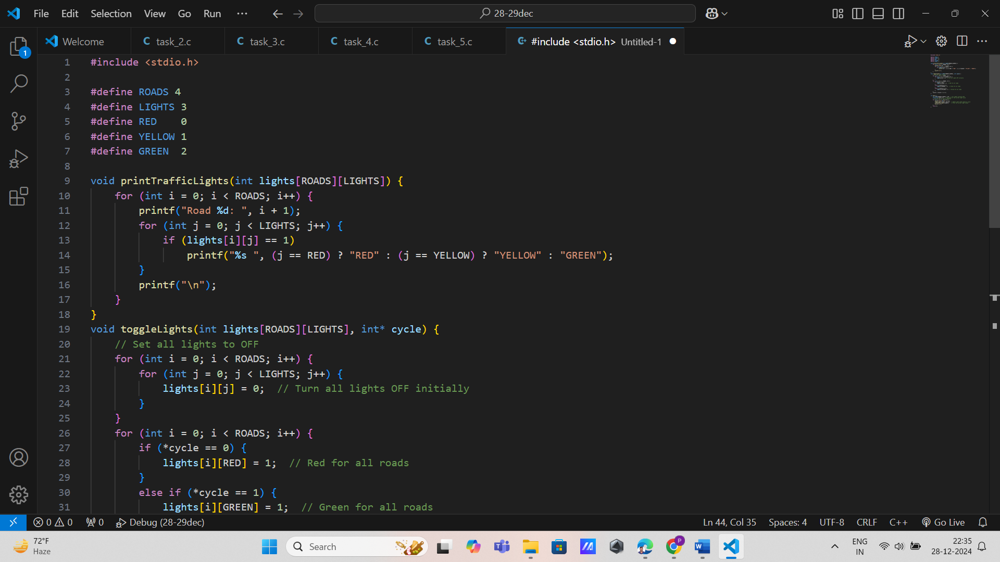 File Edit Selection View Go Run ··· 28-29dec
Welcome C task_2.c C task_3.c C task_4.c C task_5.c #include <stdio.h> Untitled-1
1 #include <stdio.h>
2
3 #define ROADS 4
4 #define LIGHTS 3
5 #define RED    0
6 #define YELLOW 1
7 #define GREEN  2
8
9 void printTrafficLights(int lights[ROADS][LIGHTS]) {
10     for (int i = 0; i < ROADS; i++) {
11         printf("Road %d: ", i + 1);
12         for (int j = 0; j < LIGHTS; j++) {
13             if (lights[i][j] == 1)
14                 printf("%s ", (j == RED) ? "RED" : (j == YELLOW) ? "YELLOW" : "GREEN");
15         }
16         printf("\n");
17     }
18 }
19 void toggleLights(int lights[ROADS][LIGHTS], int* cycle) {
20     // Set all lights to OFF
21     for (int i = 0; i < ROADS; i++) {
22         for (int j = 0; j < LIGHTS; j++) {
23             lights[i][j] = 0;  // Turn all lights OFF initially
24         }
25     }
26     for (int i = 0; i < ROADS; i++) {
27         if (*cycle == 0) {
28             lights[i][RED] = 1;  // Red for all roads
29         }
30         else if (*cycle == 1) {
31             lights[i][GREEN] = 1;  // Green for all roads
1
0 0 0 Debug (28-29dec) Ln 44, Col 35 Spaces: 4 UTF-8 CRLF C++ Go Live
72°F
Haze
Search
P
ENG
IN
22:35
28-12-2024